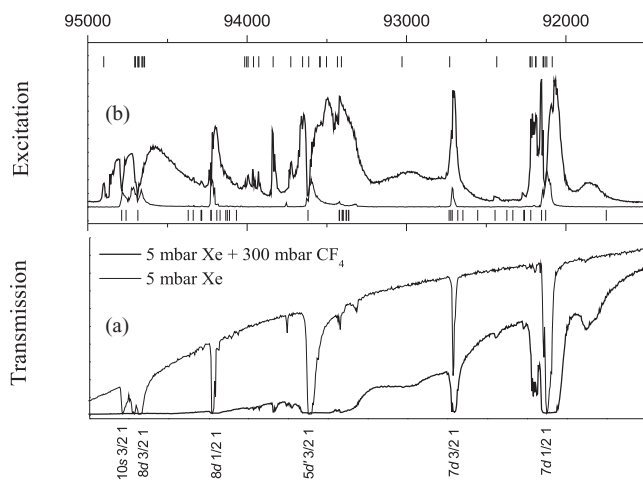 95000 94000 93000 92000
Excitation
(b)
5 mbar Xe + 300 mbar CF4
5 mbar Xe
Transmission
(a)
10s 3/2 1
8d 3/2 1
8d 1/2 1
5d' 3/2 1
7d 3/2 1
7d 1/2 1